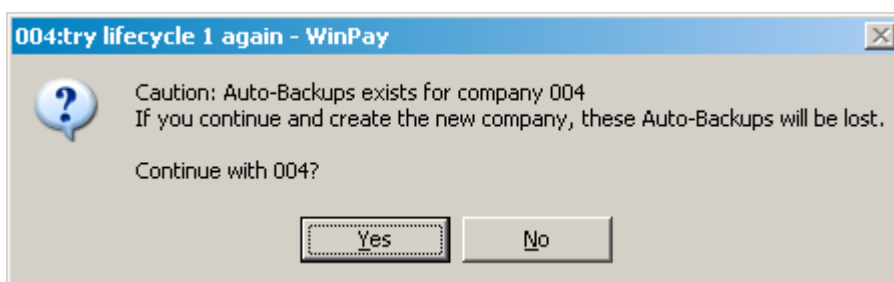 004:try lifecycle 1 again - WinPay
Caution: Auto-Backups exists for company 004
If you continue and create the new company, these Auto-Backups will be lost.
Continue with 004?
Yes
No